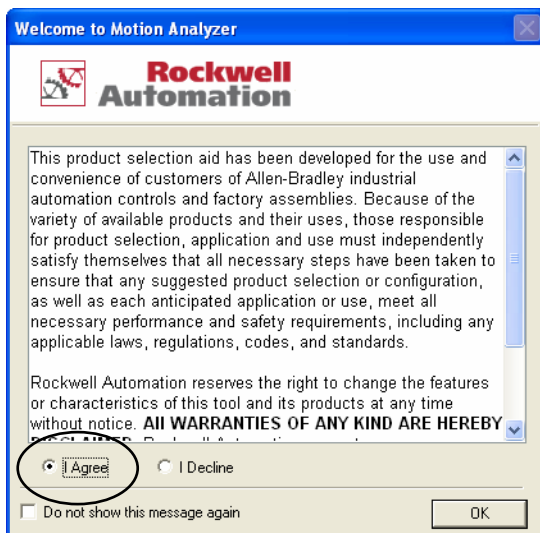 Welcome to Motion Analyzer
Rockwell
Automation
This product selection aid has been developed for the use and
convenience of customers of Allen-Bradley industrial
automation controls and factory assemblies. Because of the
variety of available products and their uses, those responsible
for product selection, application and use must independently
satisfy themselves that all necessary steps have been taken to
ensure that any suggested product selection or configuration,
as well as each anticipated application or use, meet all
necessary performance and safety requirements, including any
applicable laws, regulations, codes, and standards.
Rockwell Automation reserves the right to change the features
or characteristics of this tool and its products at any time
without notice. All WARRANTIES OF ANY KIND ARE HEREBY
I Agree
I Decline
Do not show this message again
OK